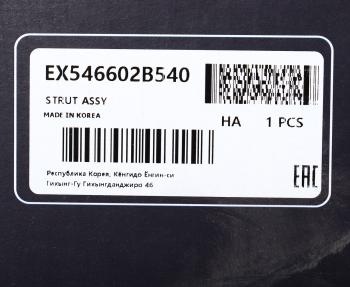 EX546602B540
STRUT ASSY
MADE IN KOREA
HA 1 PCS
Республика Корея, Кёнгидо Ёнгин-си
Гихынг-Гу Гихынгданджиро 46
EAC